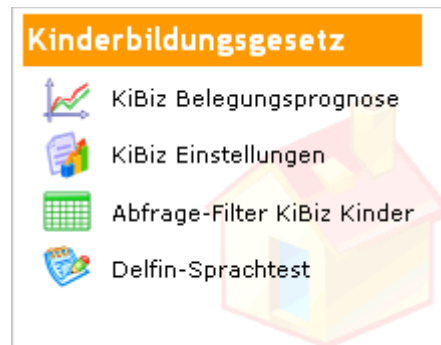 Kinderbildungsgesetz
KiBiz Belegungsprognose
KiBiz Einstellungen
Abfrage-Filter KiBiz Kinder
Delfin-Sprachtest